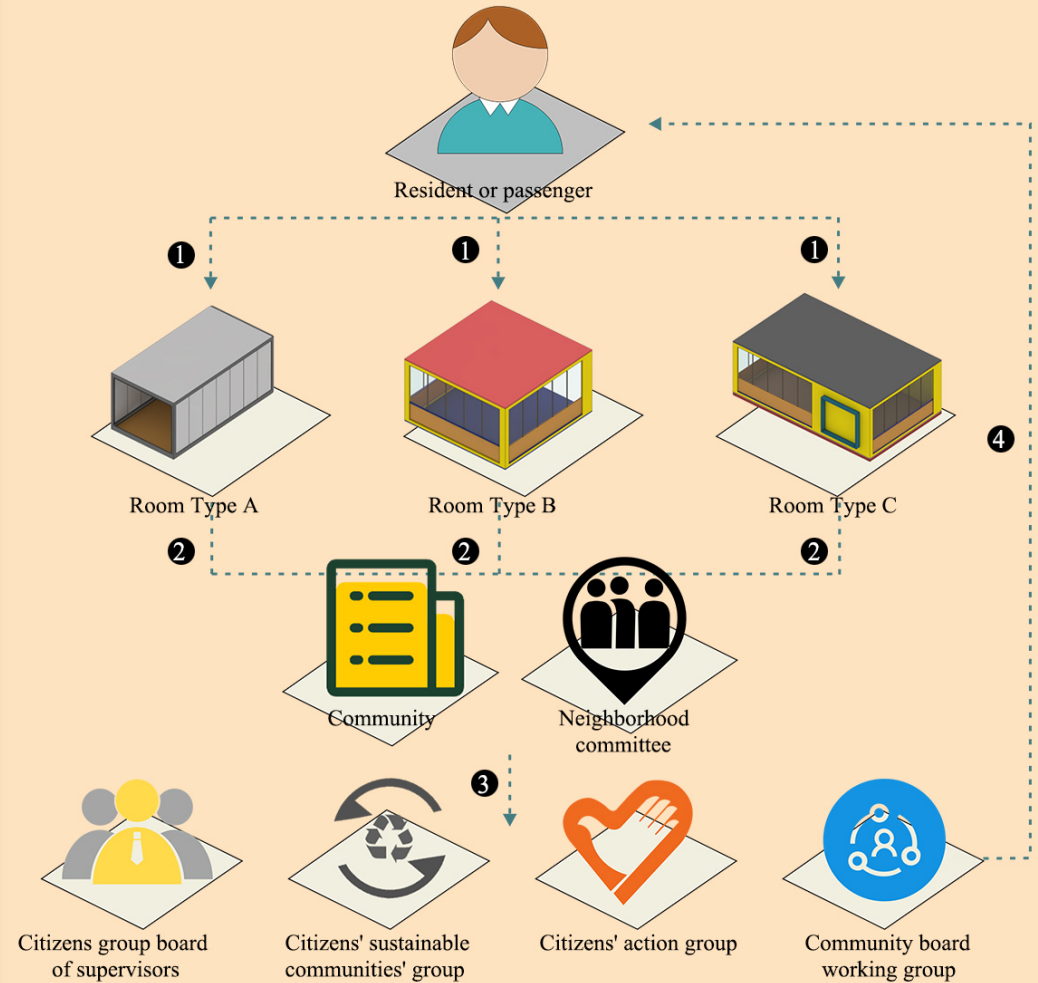 Resident or passenger
1
1
1
Room Type A
Room Type B
Room Type C
4
2
2
2
Community
Neighborhood
committee
3
Citizens group board
of supervisors
Citizens' sustainable
communities' group
Citizens' action group
Community board
working group